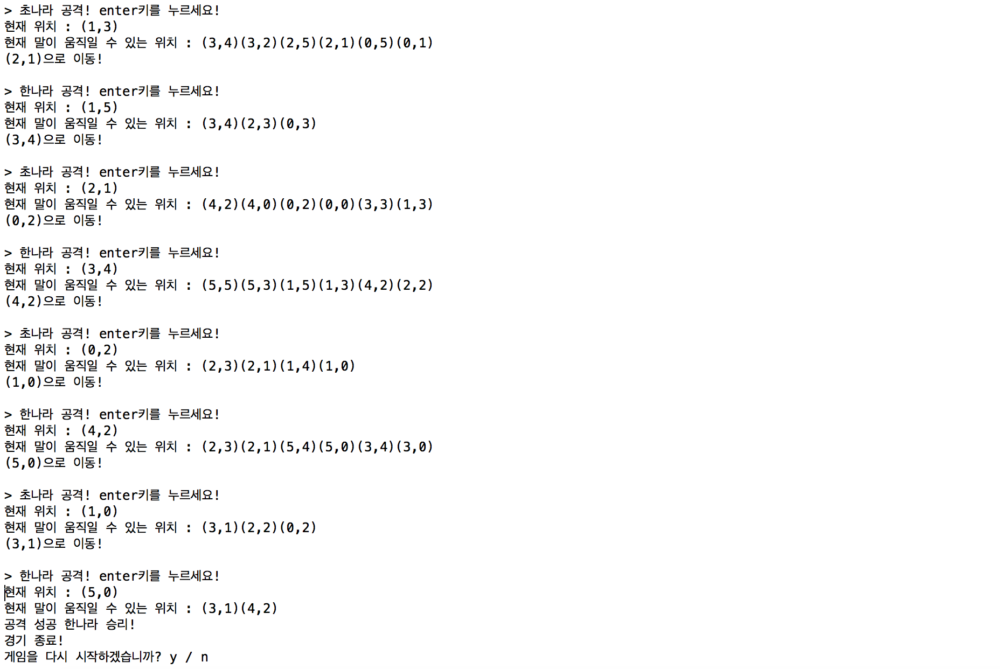 > 초나라 공격! enter키를 누르세요!
현재 위치 : (1,3)
현재 말이 움직일 수 있는 위치 : (3,4)(3,2)(2,5)(2,1)(0,5)(0,1)
(2,1)으로 이동!
> 한나라 공격! enter키를 누르세요!
현재 위치 : (1,5)
현재 말이 움직일 수 있는 위치 : (3,4)(2,3)(0,3)
(3,4)으로 이동!
> 초나라 공격! enter키를 누르세요!
현재 위치 : (2,1)
현재 말이 움직일 수 있는 위치 : (4,2)(4,0)(0,2)(0,0)(3,3)(1,3)
(0,2)으로 이동!
> 한나라 공격! enter키를 누르세요!
현재 위치 : (3,4)
현재 말이 움직일 수 있는 위치 : (5,5)(5,3)(1,5)(1,3)(4,2)(2,2)
(4,2)으로 이동!
> 초나라 공격! enter키를 누르세요!
현재 위치 : (0,2)
현재 말이 움직일 수 있는 위치 : (2,3)(2,1)(1,4)(1,0)
(1,0)으로 이동!
> 한나라 공격! enter키를 누르세요!
현재 위치 : (4,2)
현재 말이 움직일 수 있는 위치 : (2,3)(2,1)(5,4)(5,0)(3,4)(3,0)
(5,0)으로 이동!
> 초나라 공격! enter키를 누르세요!
현재 위치 : (1,0)
현재 말이 움직일 수 있는 위치 : (3,1)(2,2)(0,2)
(3,1)으로 이동!
> 한나라 공격! enter키를 누르세요!
현재 위치 : (5,0)
현재 말이 움직일 수 있는 위치 : (3,1)(4,2)
공격 성공 한나라 승리!
경기 종료!
게임을 다시 시작하겠습니까? y / n